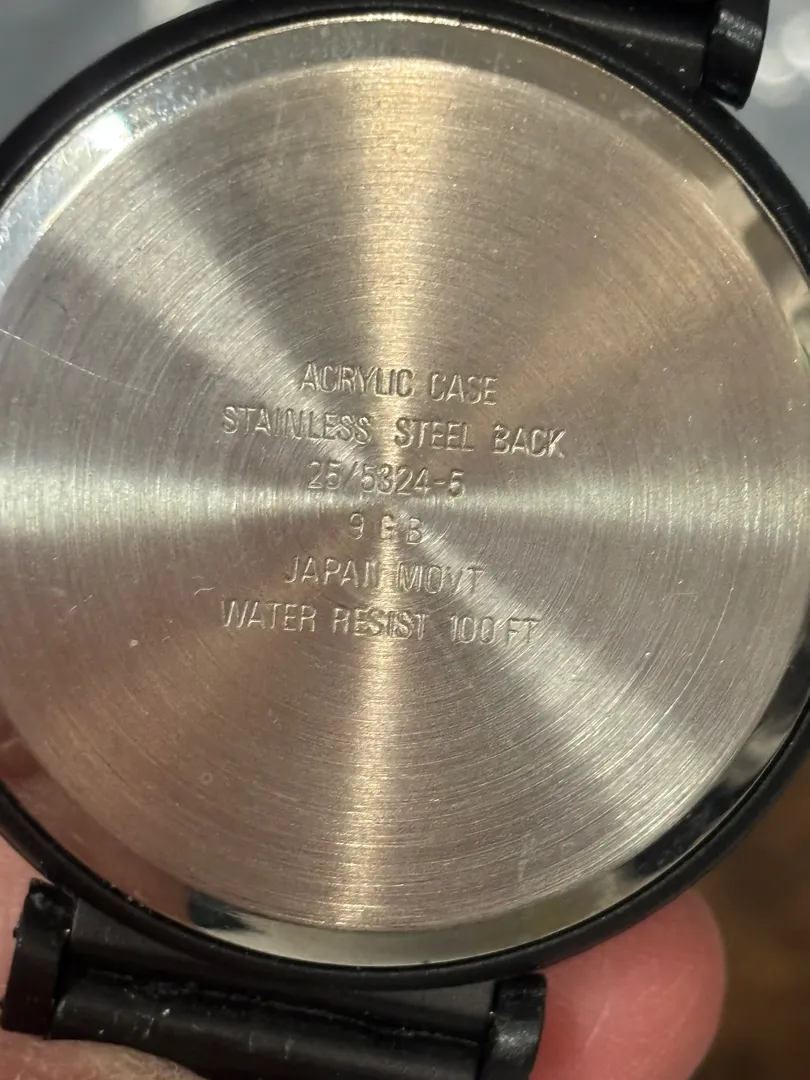 ACRYLIC CASE
STAINLESS STEEL BACK
25/5324-5
9 G B
JAPAN MOVT
WATER RESIST 100 FT